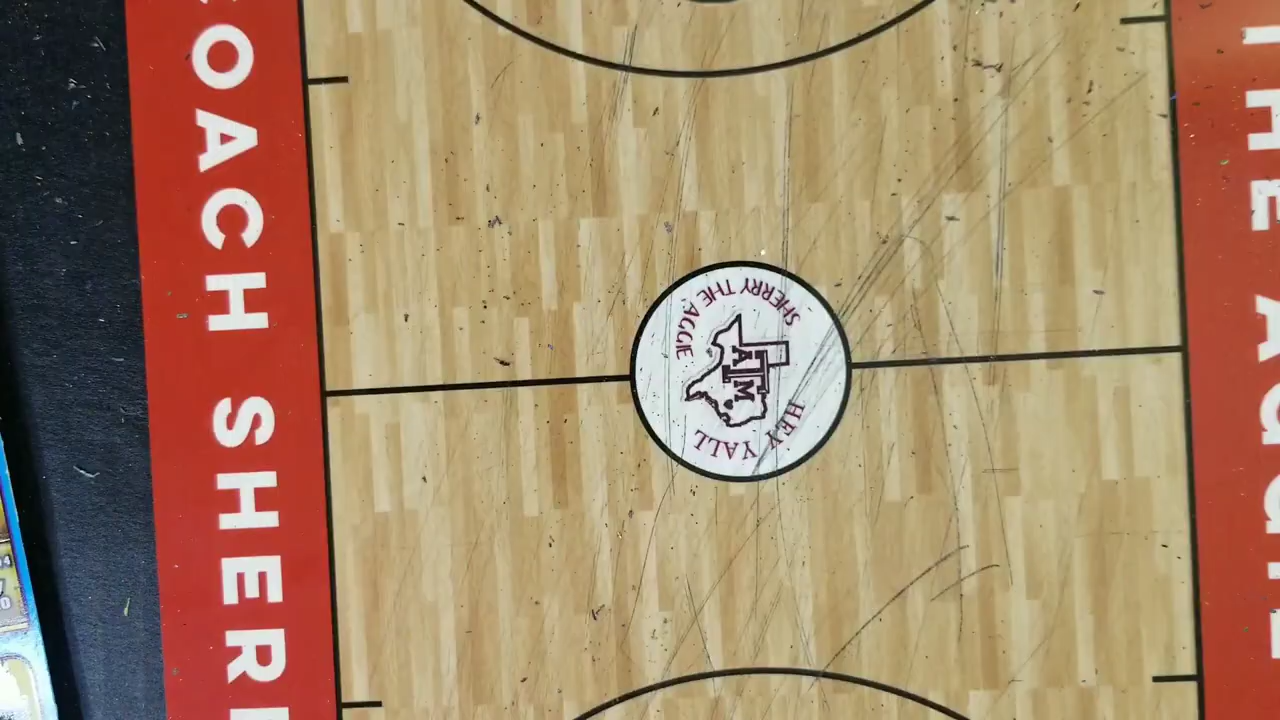 COACH SHERR
SHERRY THE AGGIE
ATM
HEY YALL
THE AGGIE